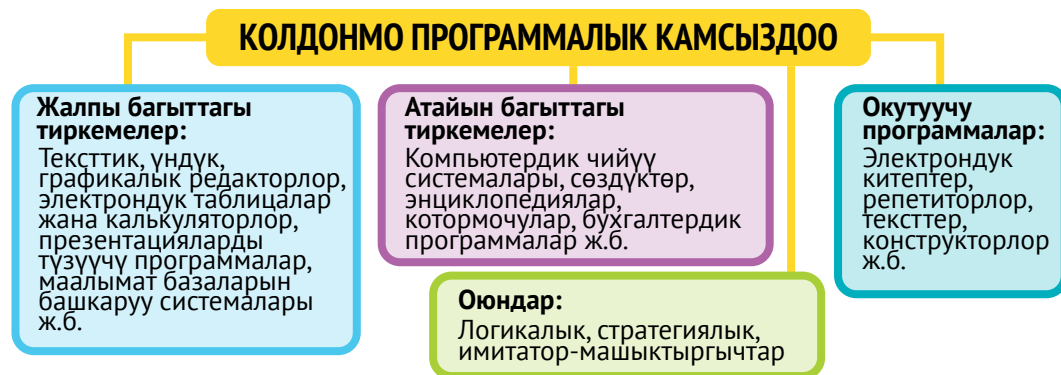 КОЛДОНМО ПРОГРАММАЛЫК КАМСЫЗДОО
Жалпы багыттагы
тиркемелер:
Тексттик, үндүк,
графикалык редакторлор,
электрондук таблицалар
жана калькуляторлор,
презентацияларды
түзүүчү программалар,
маалымат базаларын
башкаруу системалары
ж.б.
Атайын багыттагы
тиркемелер:
Компьютердик чийүү
системалары, сөздүктөр,
энциклопедиялар,
котормочулар, бухгалтердик
программалар ж.б.
Оюндар:
Логикалык, стратегиялык,
имитатор-машыктыргычтар
Окутуучу
программалар:
Электрондук
китептер,
репетиторлор,
тексттер,
конструкторлор
ж.б.